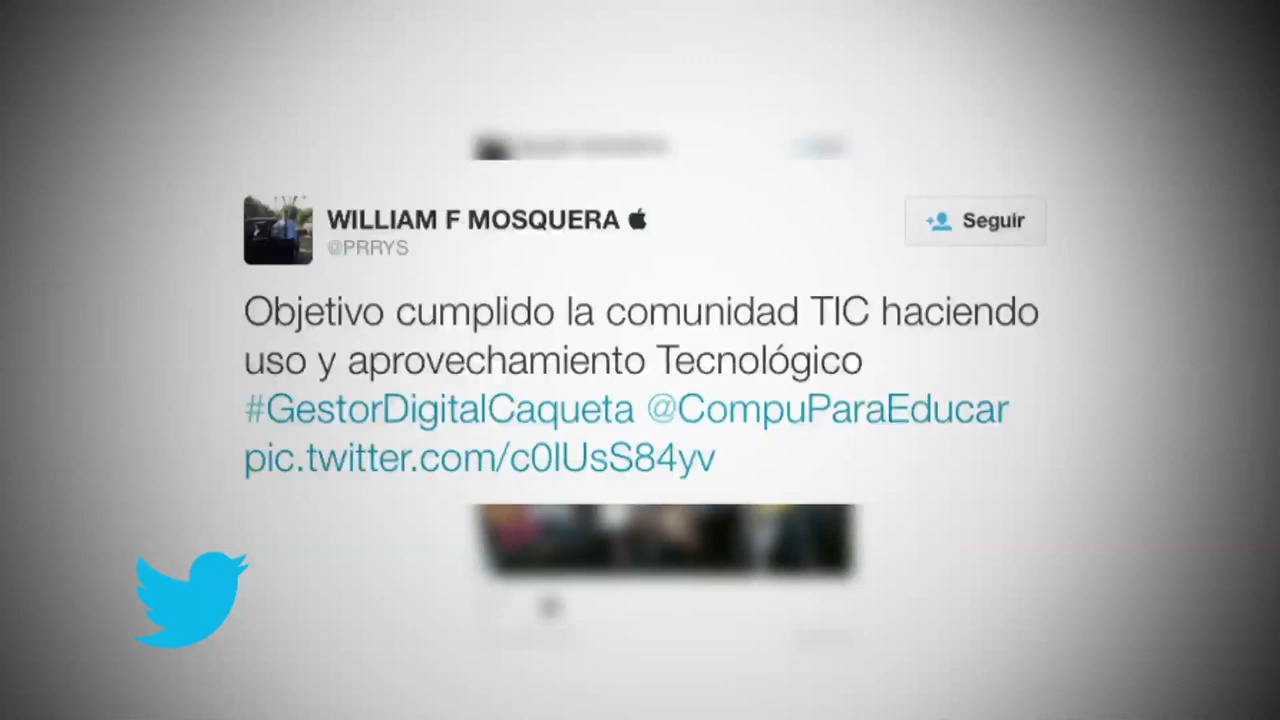 WILLIAM F MOSQUERA
@PRRYS
Seguir
Objetivo cumplido la comunidad TIC haciendo
uso y aprovechamiento Tecnológico
#GestorDigitalCaqueta @CompuParaEducar
pic.twitter.com/c0lUsS84yv